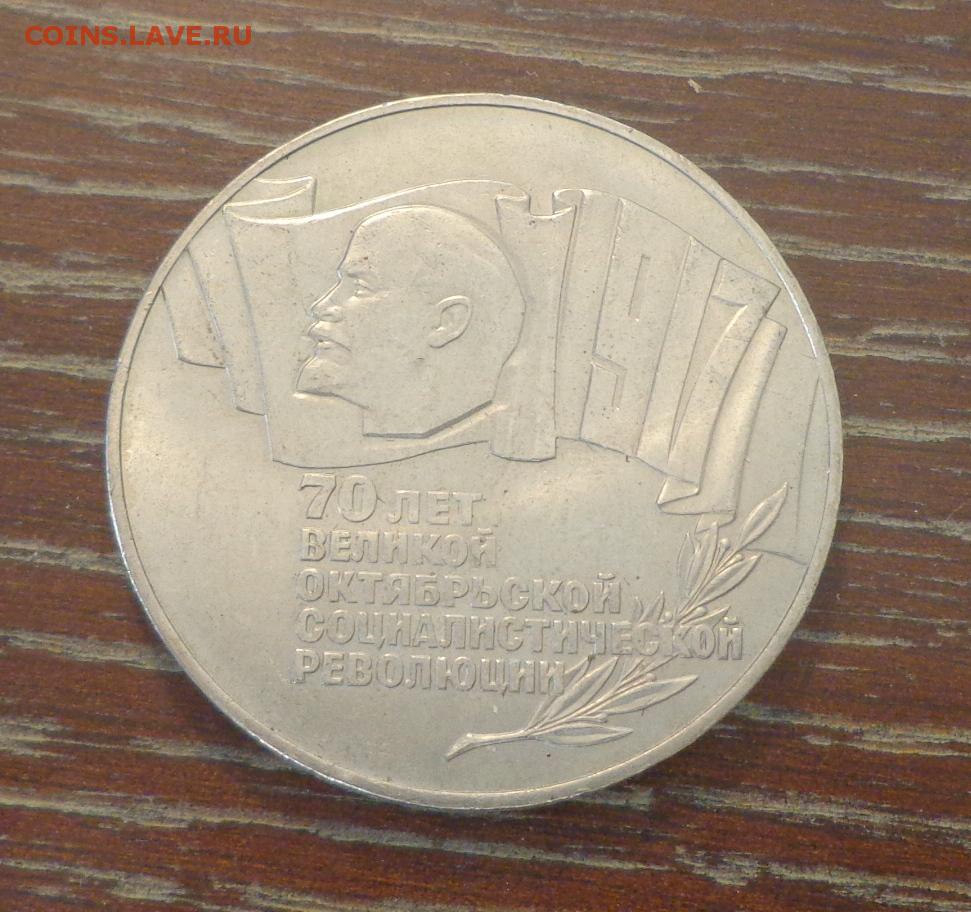 COINS.LAVE.RU
1917
70 ЛЕТ
ВЕЛИКОЙ
ОКТЯБРЬСКОЙ
СОЦИАЛИСТИЧЕСКОЙ
РЕВОЛЮЦИИ